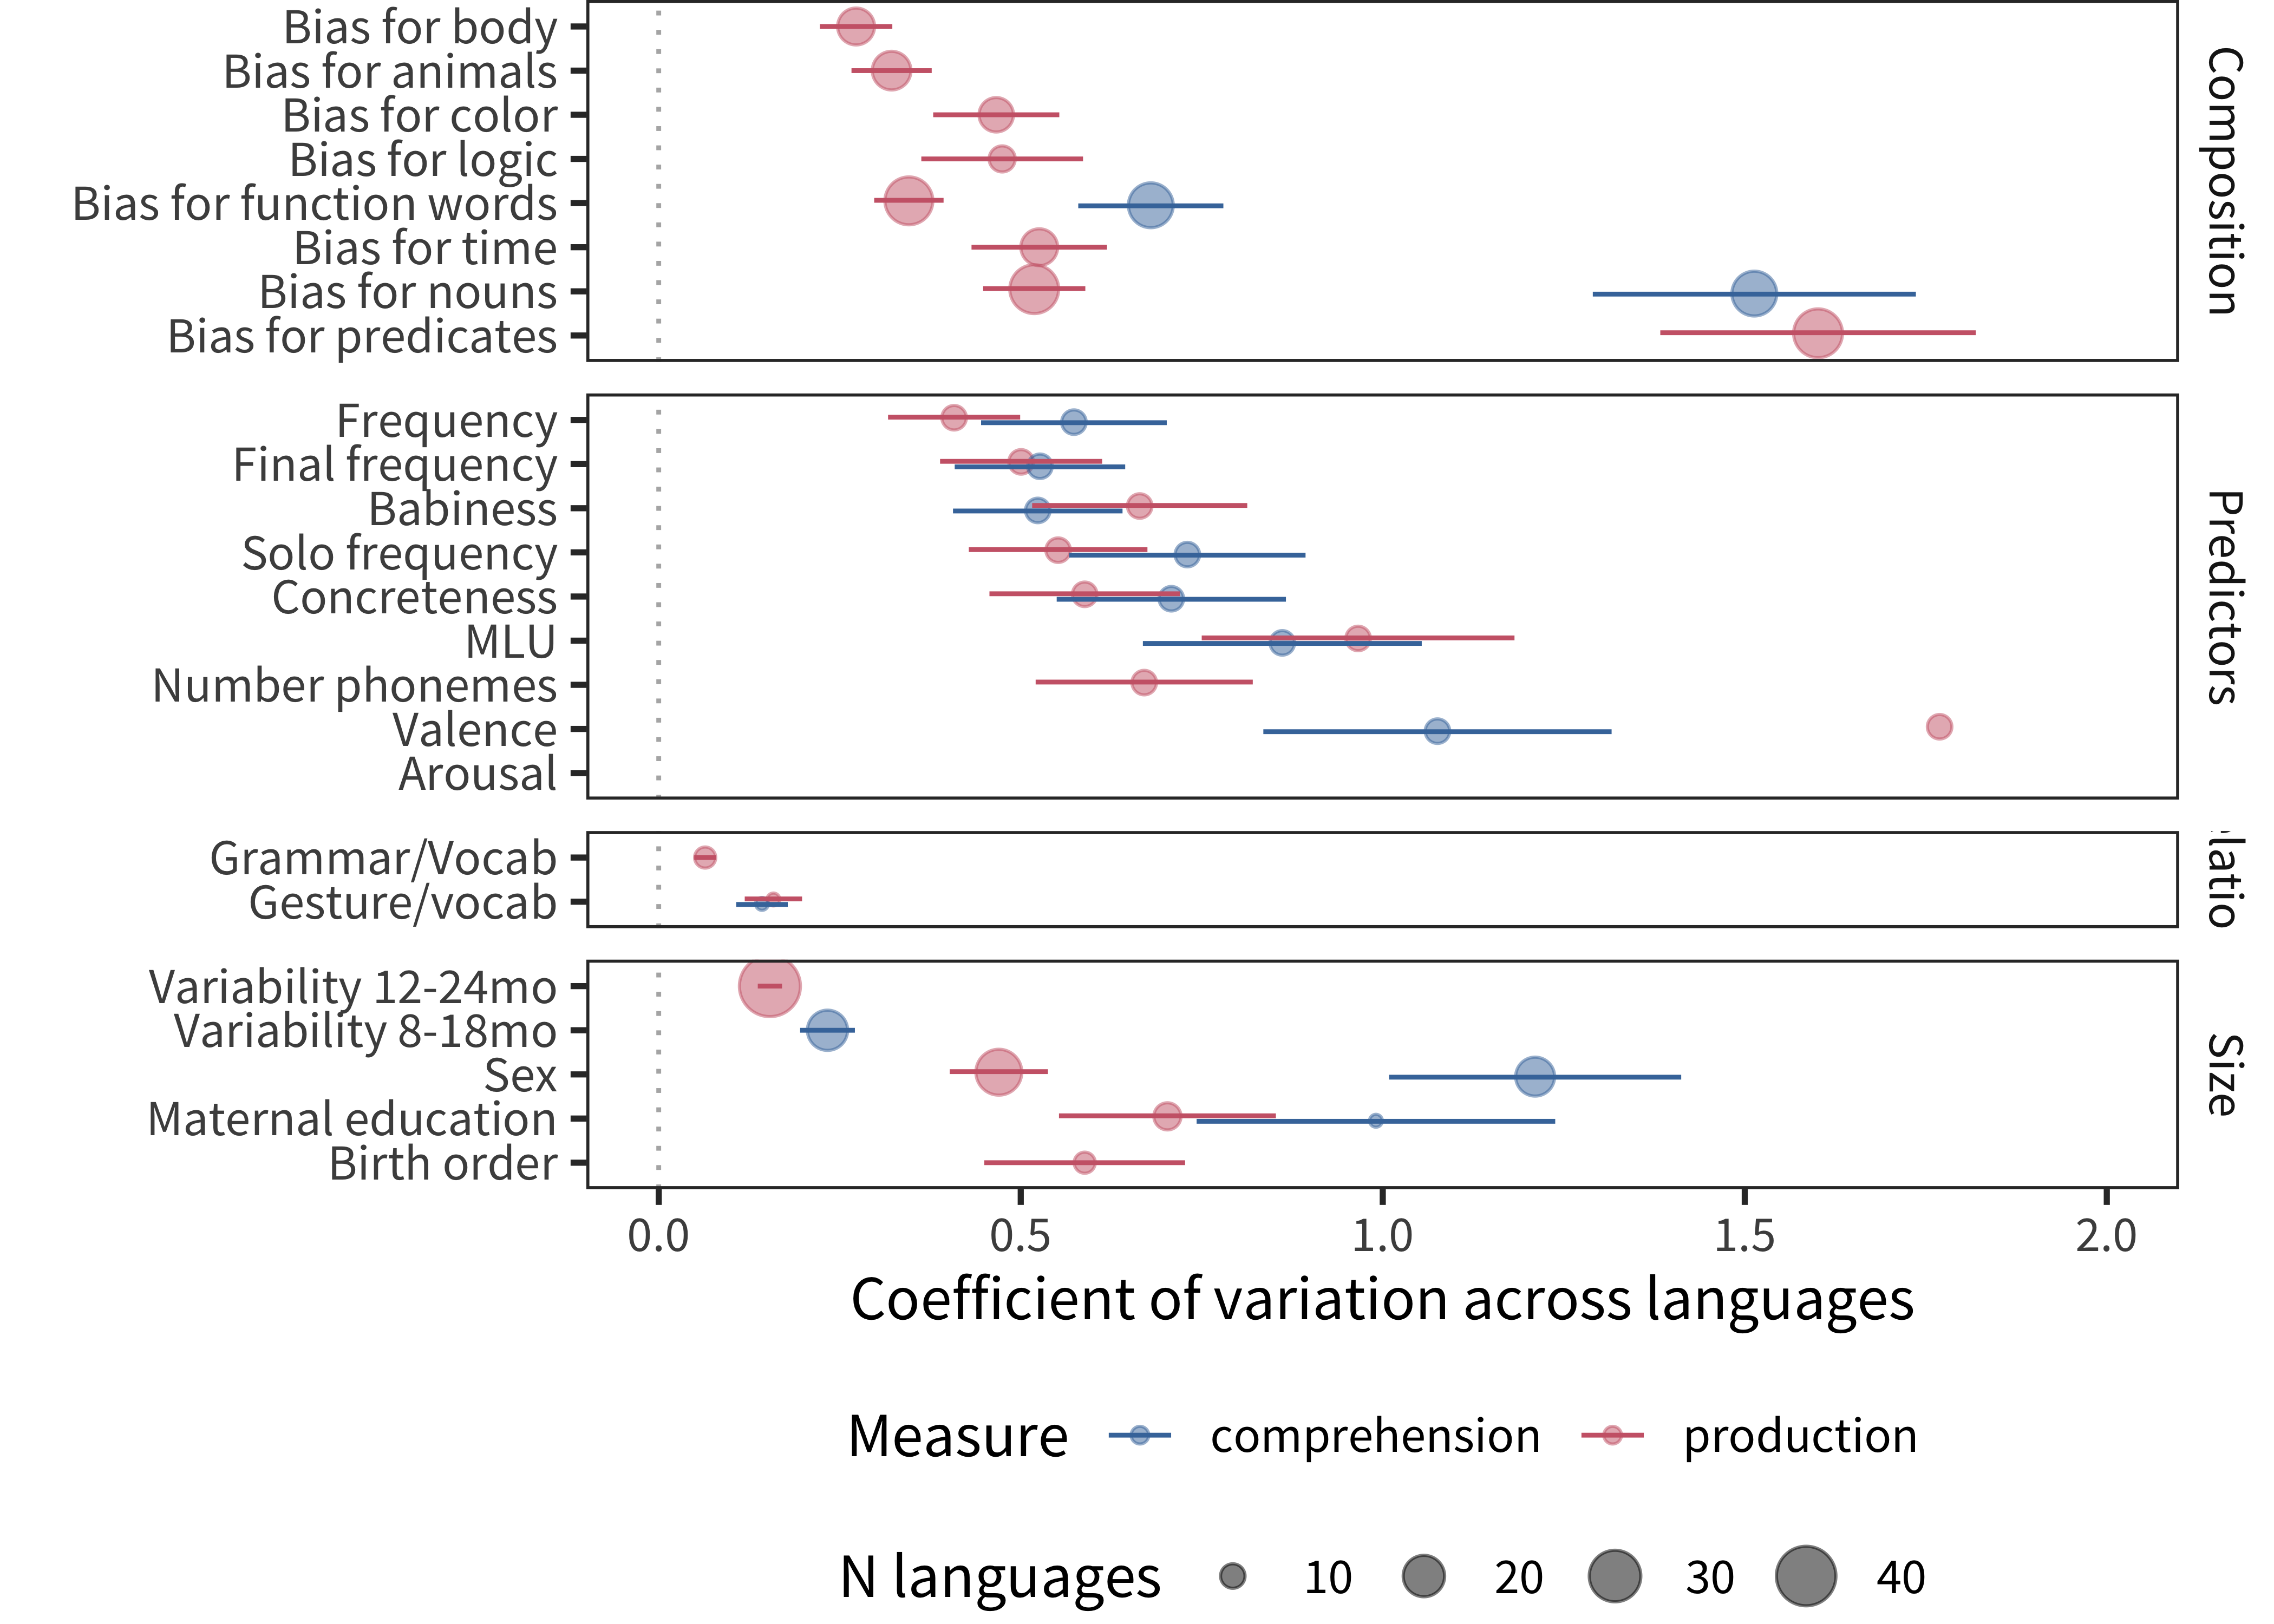 Bias for body
Bias for animals
Bias for color
Bias for logic
Bias for function words
Bias for time
Bias for nouns
Bias for predicates
Composition
Frequency
Final frequency
Babiness
Solo frequency
Concreteness
MLU
Number phonemes
Valence
Arousal
Predictors
Grammar/Vocab
Gesture/vocab
Variability 12-24mo
Variability 8-18mo
Sex
Maternal education
Birth order
Size
0.0 0.5 1.0 1.5 2.0
Coefficient of variation across languages
Measure comprehension production
N languages 10 20 30 40